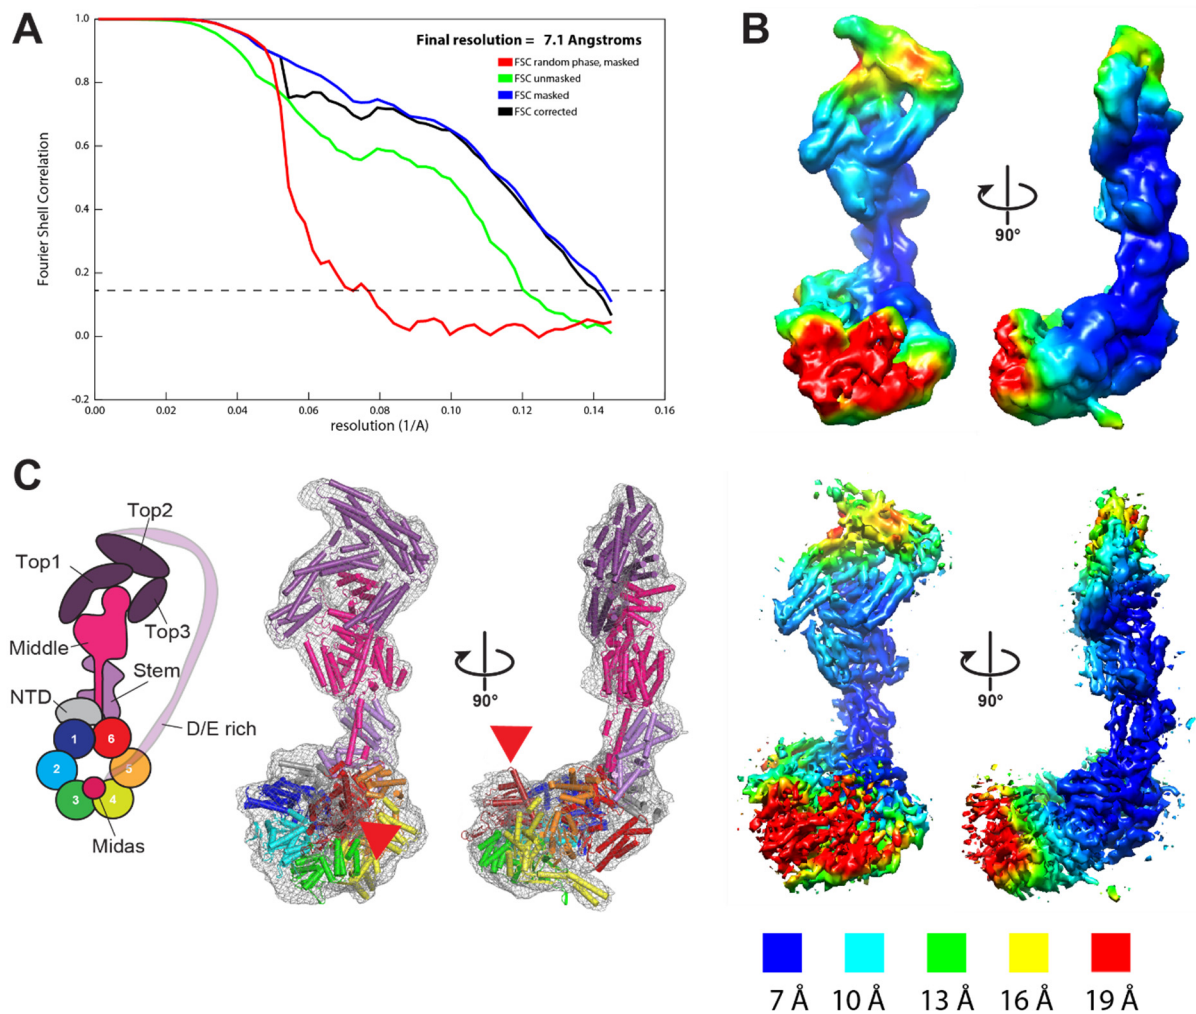 A
Final resolution = 7.1 Angstroms
FSC random phase, masked
FSC unmasked
FSC masked
FSC corrected
Fourier Shell Correlation
1.0
0.8
0.6
0.4
0.2
0.0
-0.2
0.00 0.02 0.04 0.06 0.08 0.10 0.12 0.14 0.16
resolution (1/A)
B
90°
C
Top2
Top1
Top3
Middle
Stem
NTD
D/E rich
1 6
2 5
3 4
Midas
90°
90°
7 Å 10 Å 13 Å 16 Å 19 Å